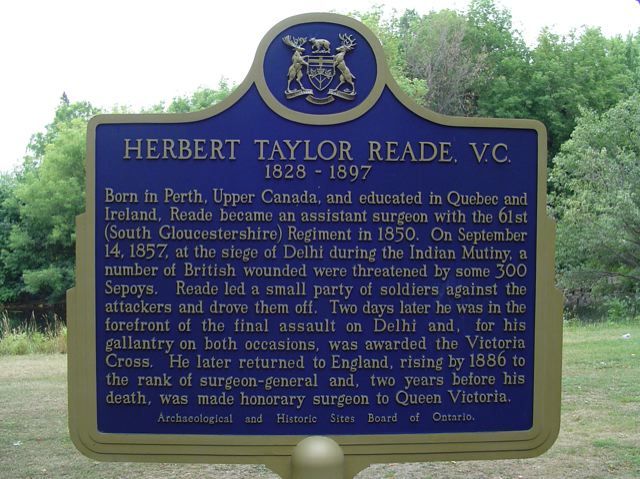 HERBERT TAYLOR READE, V.C.
1828 - 1897
Born in Perth, Upper Canada, and educated in Quebec and
Ireland, Reade became an assistant surgeon with the 61st
(South Gloucestershire) Regiment in 1850. On September
14, 1857, at the siege of Delhi during the Indian Mutiny, a
number of British wounded were threatened by some 300
Sepoys. Reade led a small party of soldiers against the
attackers and drove them off. Two days later he was in the
forefront of the final assault on Delhi and, for his
gallantry on both occasions, was awarded the Victoria
Cross. He later returned to England, rising by 1886 to
the rank of surgeon-general and, two years before his
death, was made honorary surgeon to Queen Victoria.
Archaeological and Historic Sites Board of Ontario.